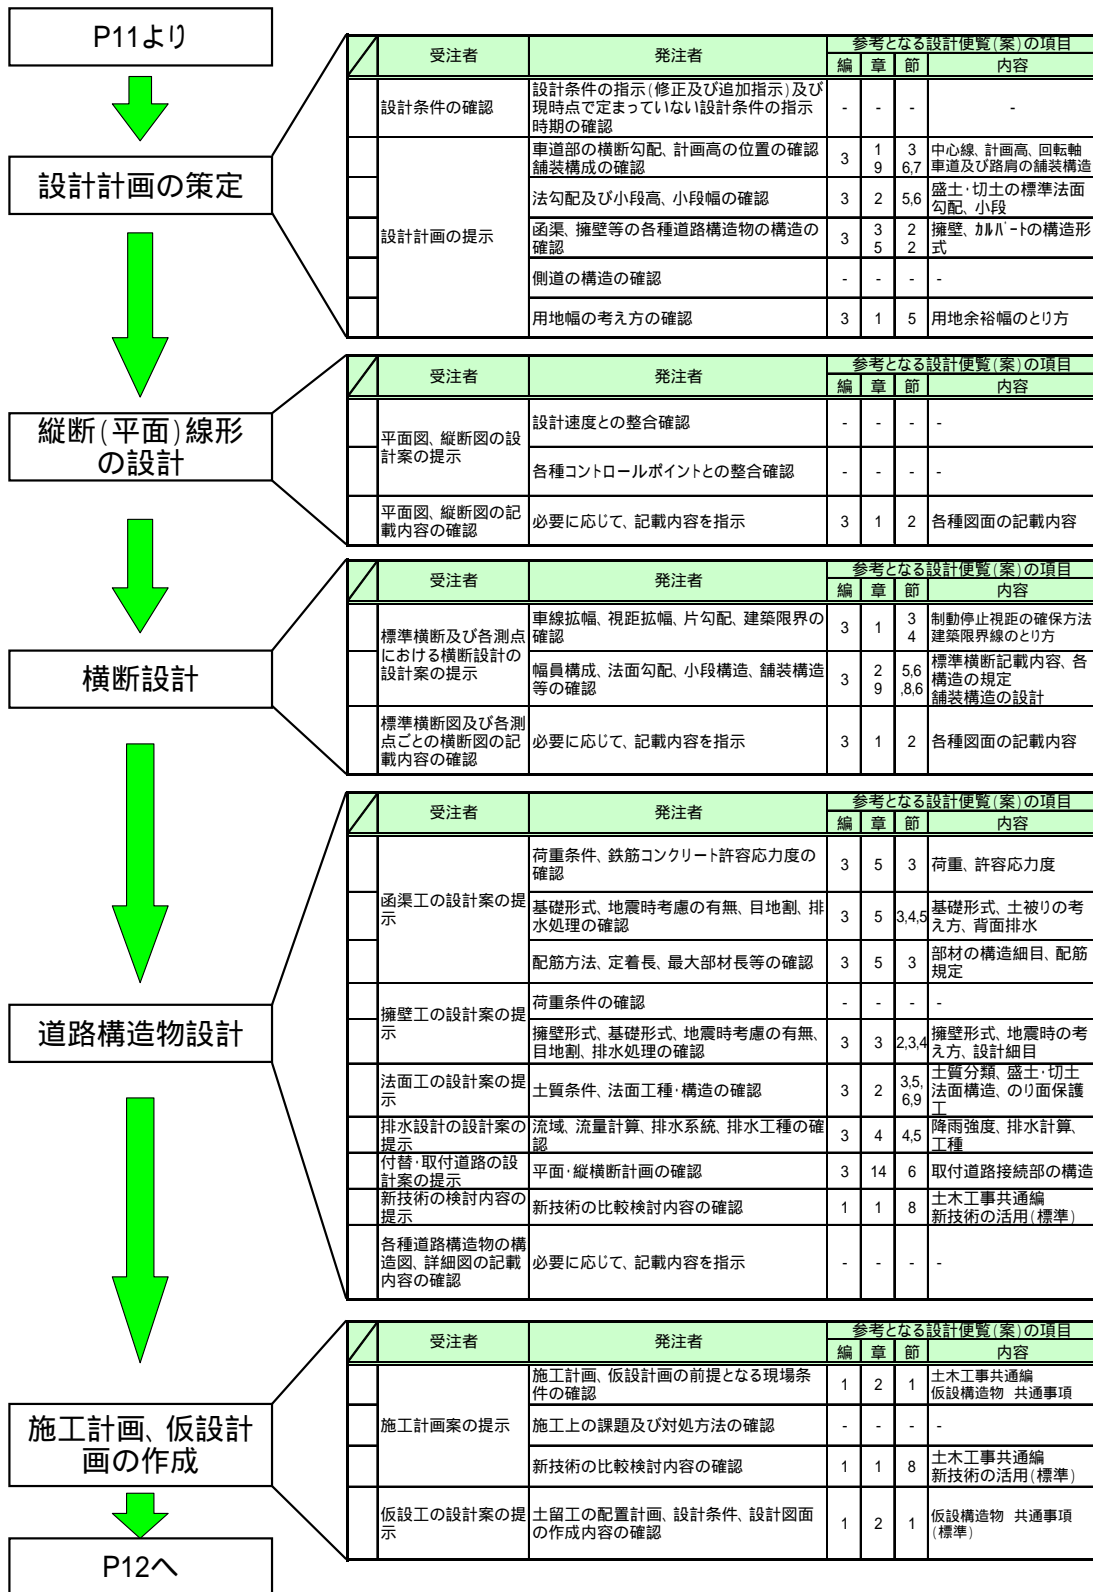 P11より
設計計画の策定
受注者
発注者
参考となる設計便覧(案)の項目
編 章 節 内容
設計条件の確認
設計条件の指示(修正及び追加指示)及び
現時点で定まっていない設計条件の指示
時期の確認
- - - -
設計計画の提示
車道部の横断勾配、計画高の位置の確認
舗装構成の確認
3
1 3 中心線、計画高、回転軸
9 6,7 車道及び路肩の舗装構造
法勾配及び小段高、小段幅の確認
3 2 5,6
盛土・切土の標準法面
勾配、小段
函渠、擁壁等の各種道路構造物の構造の
確認
3
3 2 擁壁、カルバートの構造形
5 2 式
側道の構造の確認
- - - -
用地幅の考え方の確認
3 1 5 用地余裕幅のとり方
縦断(平面)線形
の設計
受注者
発注者
参考となる設計便覧(案)の項目
編 章 節 内容
平面図、縦断図の設
計案の提示
設計速度との整合確認
- - - -
各種コントロールポイントとの整合確認
- - - -
平面図、縦断図の記
載内容の確認
必要に応じて、記載内容を指示
3 1 2 各種図面の記載内容
横断設計
受注者
発注者
参考となる設計便覧(案)の項目
編 章 節 内容
標準横断及び各測点
における横断設計の
設計案の提示
車線拡幅、視距拡幅、片勾配、建築限界の
確認
3 1
3 制動停止視距の確保方法
4 建築限界線のとり方
幅員構成、法面勾配、小段構造、舗装構造
等の確認
3
2 5,6
9 ,8,6
標準横断記載内容、各
構造の規定
舗装構造の設計
標準横断図及び各測
点ごとの横断図の記
載内容の確認
必要に応じて、記載内容を指示
3 1 2 各種図面の記載内容
道路構造物設計
受注者
発注者
参考となる設計便覧(案)の項目
編 章 節 内容
函渠工の設計案の提
示
荷重条件、鉄筋コンクリート許容応力度の
確認
3 5 3 荷重、許容応力度
基礎形式、地震時考慮の有無、目地割、排
水処理の確認
3 5 3,4,5
基礎形式、土被りの考
え方、背面排水
配筋方法、定着長、最大部材長等の確認
3 5 3
部材の構造細目、配筋
規定
擁壁工の設計案の提
示
荷重条件の確認
- - - -
擁壁形式、基礎形式、地震時考慮の有無、
目地割、排水処理の確認
3 3 2,3,4
擁壁形式、地震時の考
え方、設計細目
法面工の設計案の提
示
土質条件、法面工種・構造の確認
3 2
3,5,
6,9
土質分類、盛土・切土
法面構造、のり面保護
工
排水設計の設計案の
提示
流域、流量計算、排水系統、排水工種の確
認
3 4 4,5
降雨強度、排水計算、
工種
付替・取付道路の設
計案の提示
平面・縦横断計画の確認
3 14 6 取付道路接続部の構造
新技術の検討内容の
提示
新技術の比較検討内容の確認
1 1 8
土木工事共通編
新技術の活用(標準)
各種道路構造物の構
造図、詳細図の記載
内容の確認
必要に応じて、記載内容を指示
- - - -
施工計画、仮設計
画の作成
受注者
発注者
参考となる設計便覧(案)の項目
編 章 節 内容
施工計画案の提示
施工計画、仮設計画の前提となる現場条
件の確認
1 2 1
土木工事共通編
仮設構造物 共通事項
施工上の課題及び対処方法の確認
- - - -
新技術の比較検討内容の確認
1 1 8
土木工事共通編
新技術の活用(標準)
仮設工の設計案の提
示
土留工の配置計画、設計条件、設計図面
の作成内容の確認
1 2 1
仮設構造物 共通事項
(標準)
P12へ